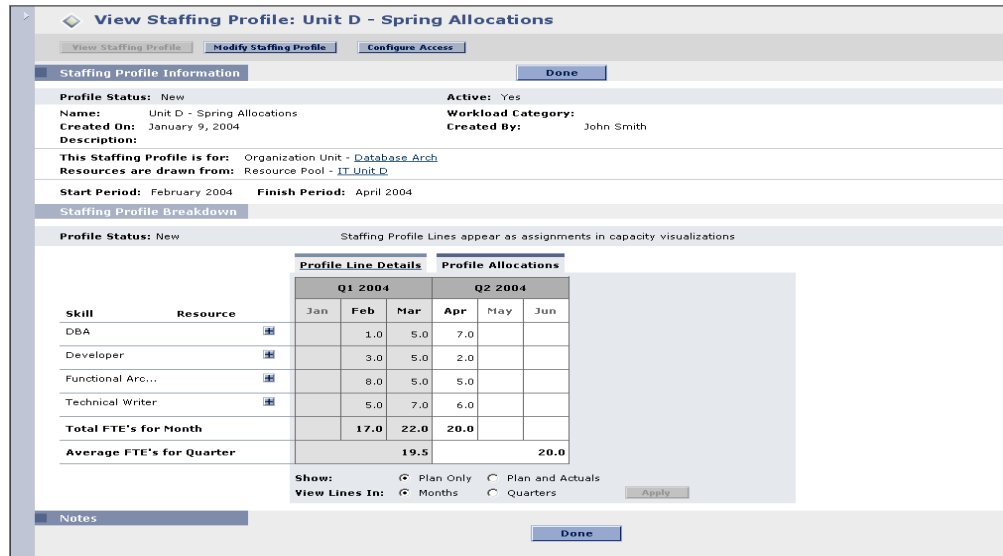 View Staffing Profile: Unit D - Spring Allocations
View Staffing Profile Modify Staffing Profile Configure Access
Staffing Profile Information Done
Profile Status: New Active: Yes
Name: Unit D - Spring Allocations Workload Category:
Created On: January 9, 2004 Created By: John Smith
Description:
This Staffing Profile is for: Organization Unit - Database Arch
Resources are drawn from: Resource Pool - IT Unit D
Start Period: February 2004 Finish Period: April 2004
Staffing Profile Breakdown
Profile Status: New Staffing Profile Lines appear as assignments in capacity visualizations
Profile Line Details Profile Allocations
Q1 2004 Q2 2004
Skill Resource Jan Feb Mar Apr May Jun
DBA 1.0 5.0 7.0
Developer 3.0 5.0 2.0
Functional Arc... 8.0 5.0 5.0
Technical Writer 5.0 7.0 6.0
Total FTE's for Month 17.0 22.0 20.0
Average FTE's for Quarter 19.5 20.0
Show: Plan Only Plan and Actuals
View Lines In: Months Quarters Apply
Notes
Done